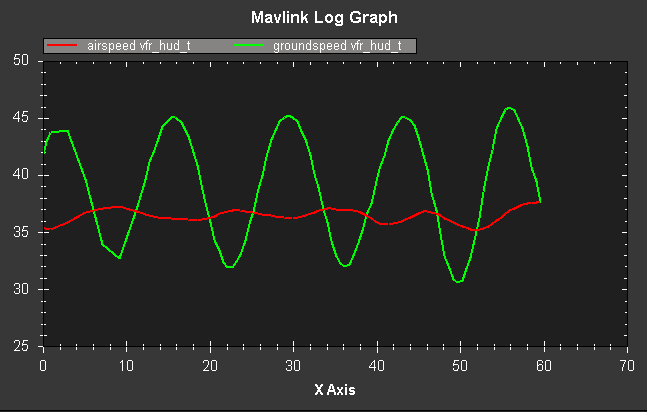 Mavlink Log Graph
airspeed vfr_hud_t groundspeed vfr_hud_t
50
45
40
35
30
25
0 10 20 30 40 50 60 70
X Axis